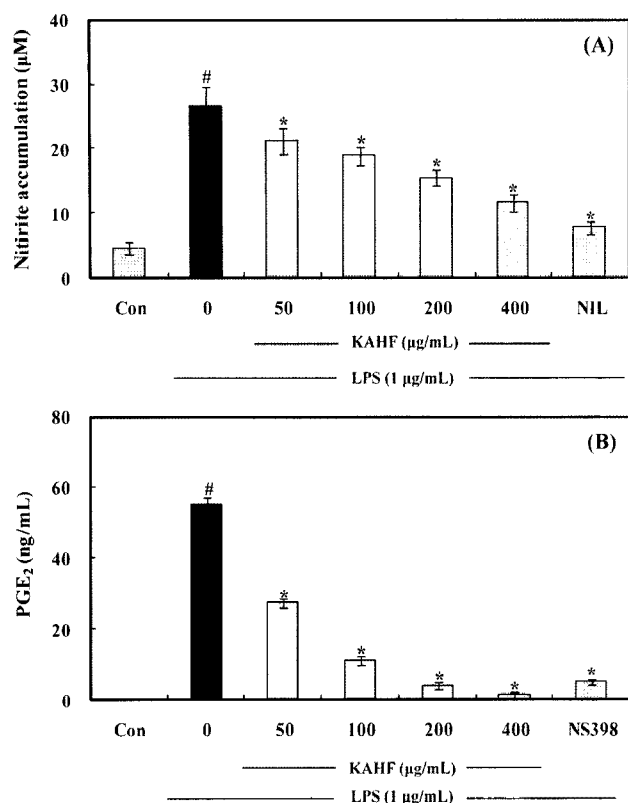 40
(A)
#
30
*
*
20
*
*
10
*
0
Nitirite accumulation (µM)
Con 0 50 100 200 400 NIL
KAHF (µg/mL)
LPS (1 µg/mL)
80
(B)
60
#
40
*
20
*
*
*
*
0
PGE₂ (ng/mL)
Con 0 50 100 200 400 NS398
KAHF (µg/mL)
LPS (1 µg/mL)